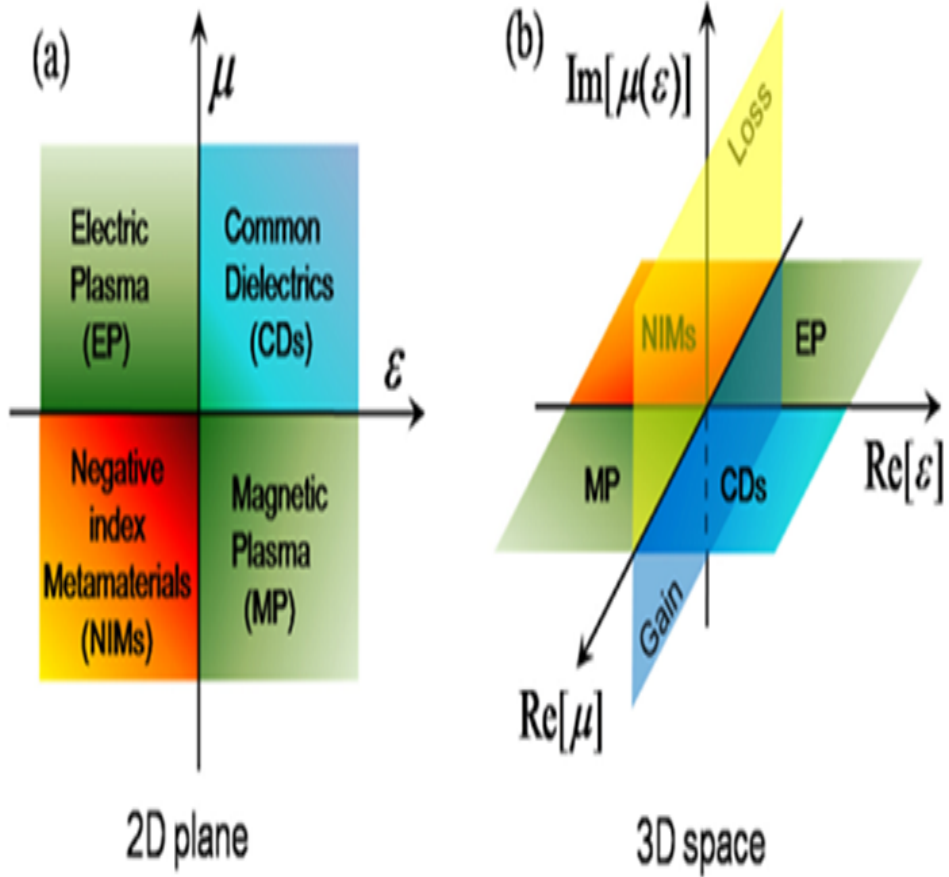 (a)
μ
Electric
Plasma
(EP)
Common
Dielectrics
(CDs)
ε
Negative
index
Metamaterials
(NIMs)
Magnetic
Plasma
(MP)
2D plane
(b)
Im[μ(ε)]
Loss
NIMs
EP
Re[ε]
MP
CDs
Gain
Re[μ]
3D space